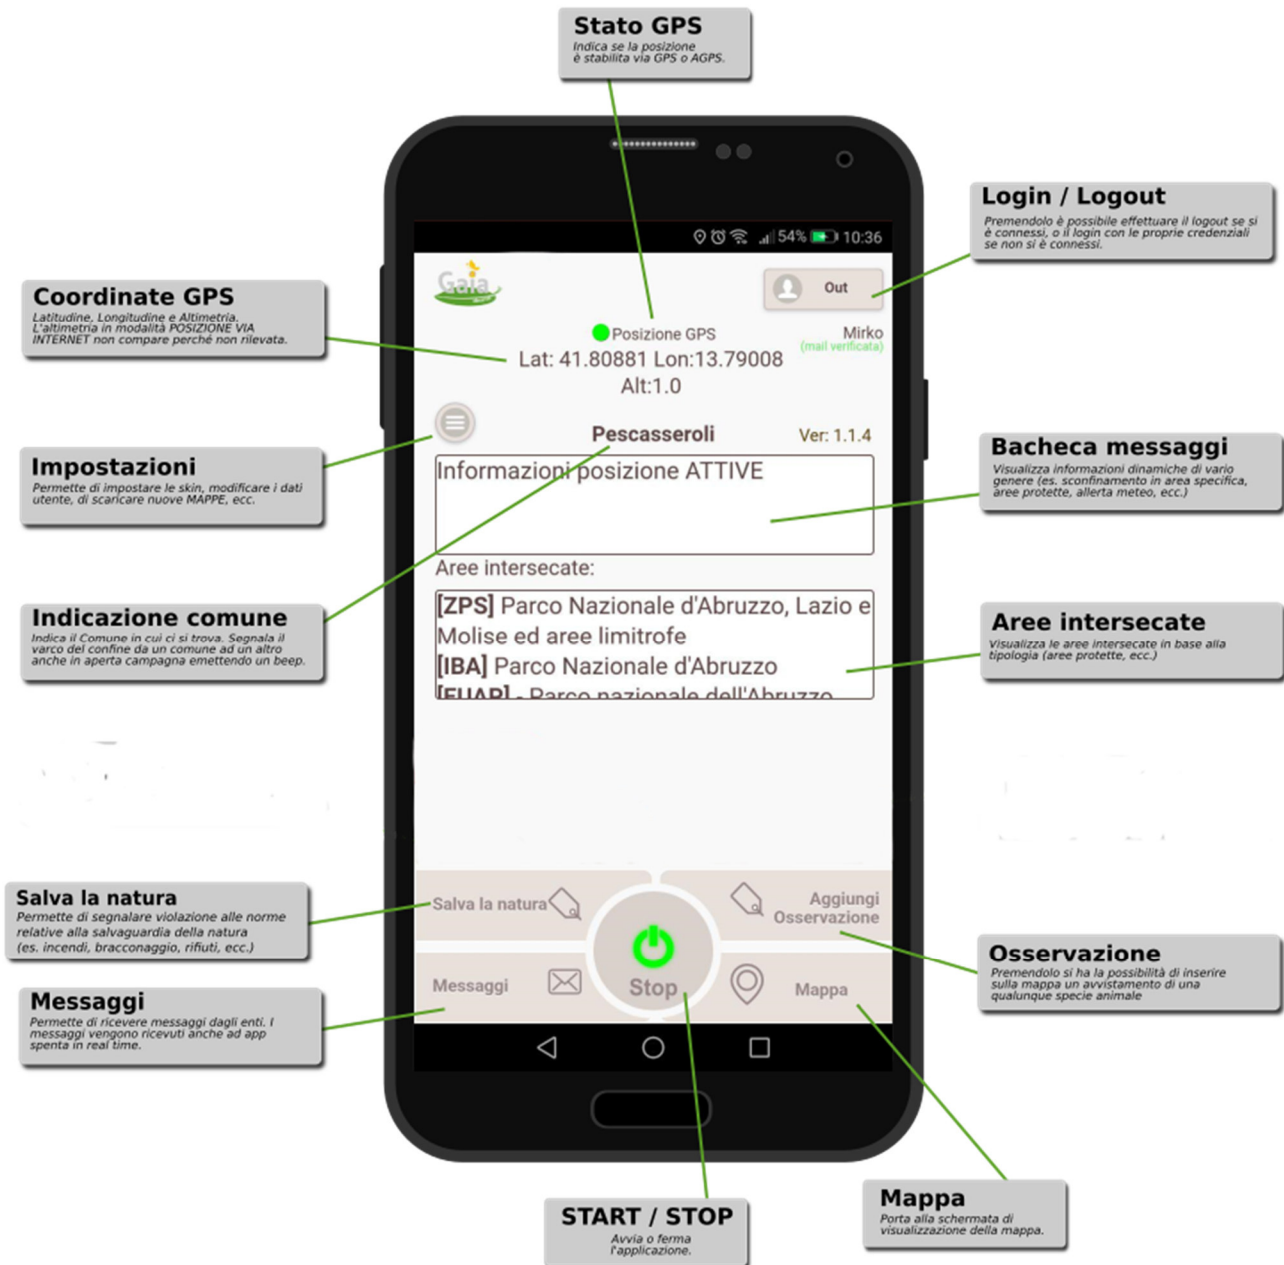 Stato GPS
Indica se la posizione
è stabilita via GPS o AGPS.
Login / Logout
Premendolo è possibile effettuare il logout se si
è connessi, o il login con le proprie credenziali
se non si è connessi.
54% 10:36
Gaia
Out
Coordinate GPS
Latitudine, Longitudine e Altimetria.
L'altimetria in modalità POSIZIONE VIA
INTERNET non compare perché non rilevata.
Posizione GPS
Mirko
(mail verificata)
Lat: 41.80881 Lon:13.79008
Alt:1.0
Pescasseroli
Ver: 1.1.4
Impostazioni
Permette di impostare le skin, modificare i dati
utente, di scaricare nuove MAPPE, ecc.
Informazioni posizione ATTIVE
Bacheca messaggi
Visualizza informazioni dinamiche di vario
genere (es. sconfinamento in area specifica,
aree protette, allerta meteo, ecc.)
Aree intersecate:
[ZPS] Parco Nazionale d'Abruzzo, Lazio e
Molise ed aree limitrofe
[IBA] Parco Nazionale d'Abruzzo
[EUAP] - Parco nazionale dell'Abruzzo
Indicazione comune
Indica il Comune in cui ci si trova. Segnala il
varco del confine da un comune ad un altro
anche in aperta campagna emettendo un beep.
Aree intersecate
Visualizza le aree intersecate in base alla
tipologia (aree protette, ecc.)
Salva la natura
Permette di segnalare violazione alle norme
relative alla salvaguardia della natura
(es. incendi, bracconaggio, rifiuti, ecc.)
Salva la natura
Aggiungi
Osservazione
Stop
Messaggi
Mappa
Osservazione
Premendolo si ha la possibilità di inserire
sulla mappa un avvistamento di una
qualunque specie animale
Messaggi
Permette di ricevere messaggi dagli enti. I
messaggi vengono ricevuti anche ad app
spenta in real time.
START / STOP
Avvia o ferma
l'applicazione.
Mappa
Porta alla schermata di
visualizzazione della mappa.